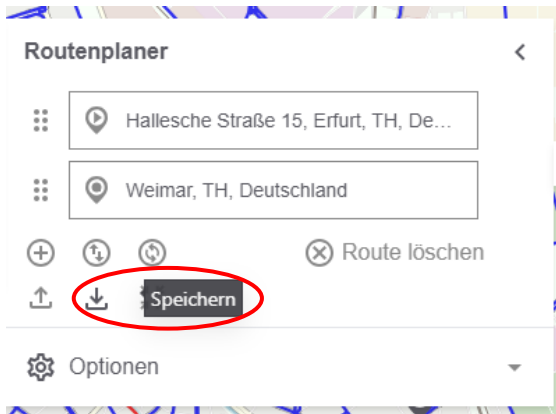 Routenplaner
Hallesche Straße 15, Erfurt, TH, De...
Weimar, TH, Deutschland
Route löschen
Speichern
Optionen